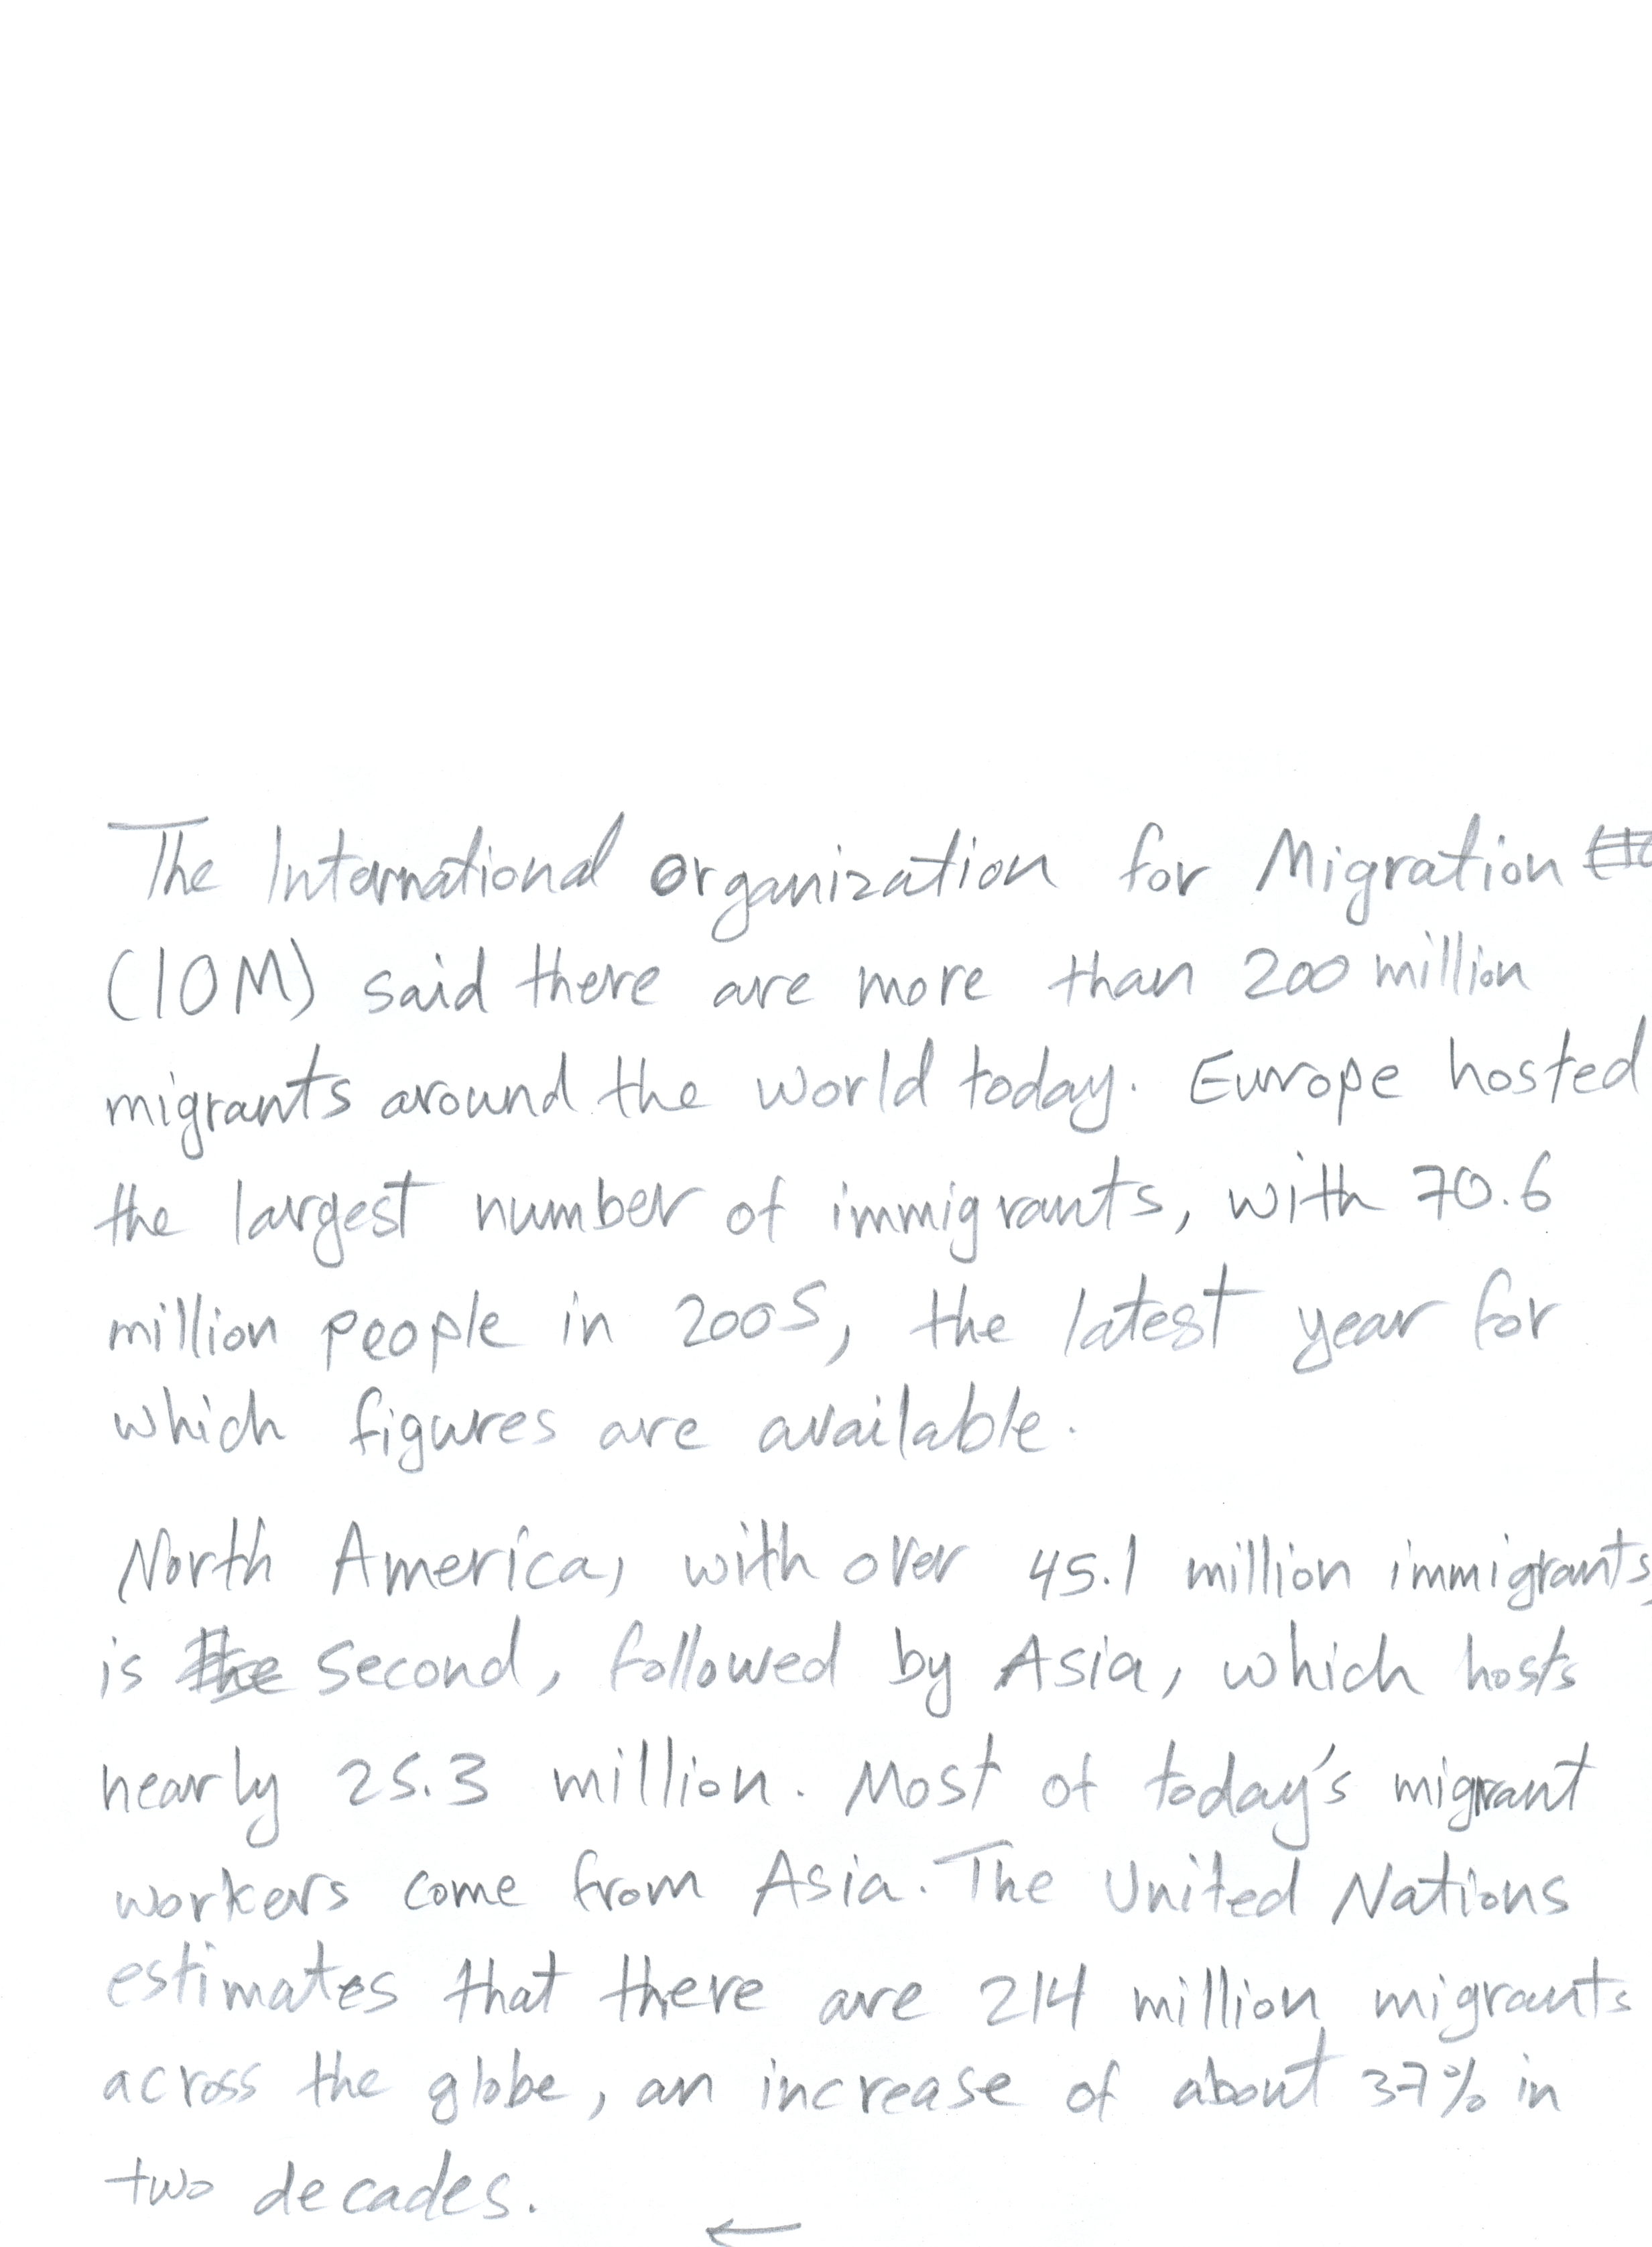 The International Organization for Migration
(IOM) said there are more than 200 million
migrants around the world today. Europe hosted
the largest number of immigrants, with 70.6
million people in 2005, the latest year for
which figures are available.
North America, with over 45.1 million immigrants,
is the second, followed by Asia, which hosts
nearly 25.3 million. Most of today's migrant
workers come from Asia. The United Nations
estimates that there are 214 million migrants
across the globe, an increase of about 37% in
two decades.